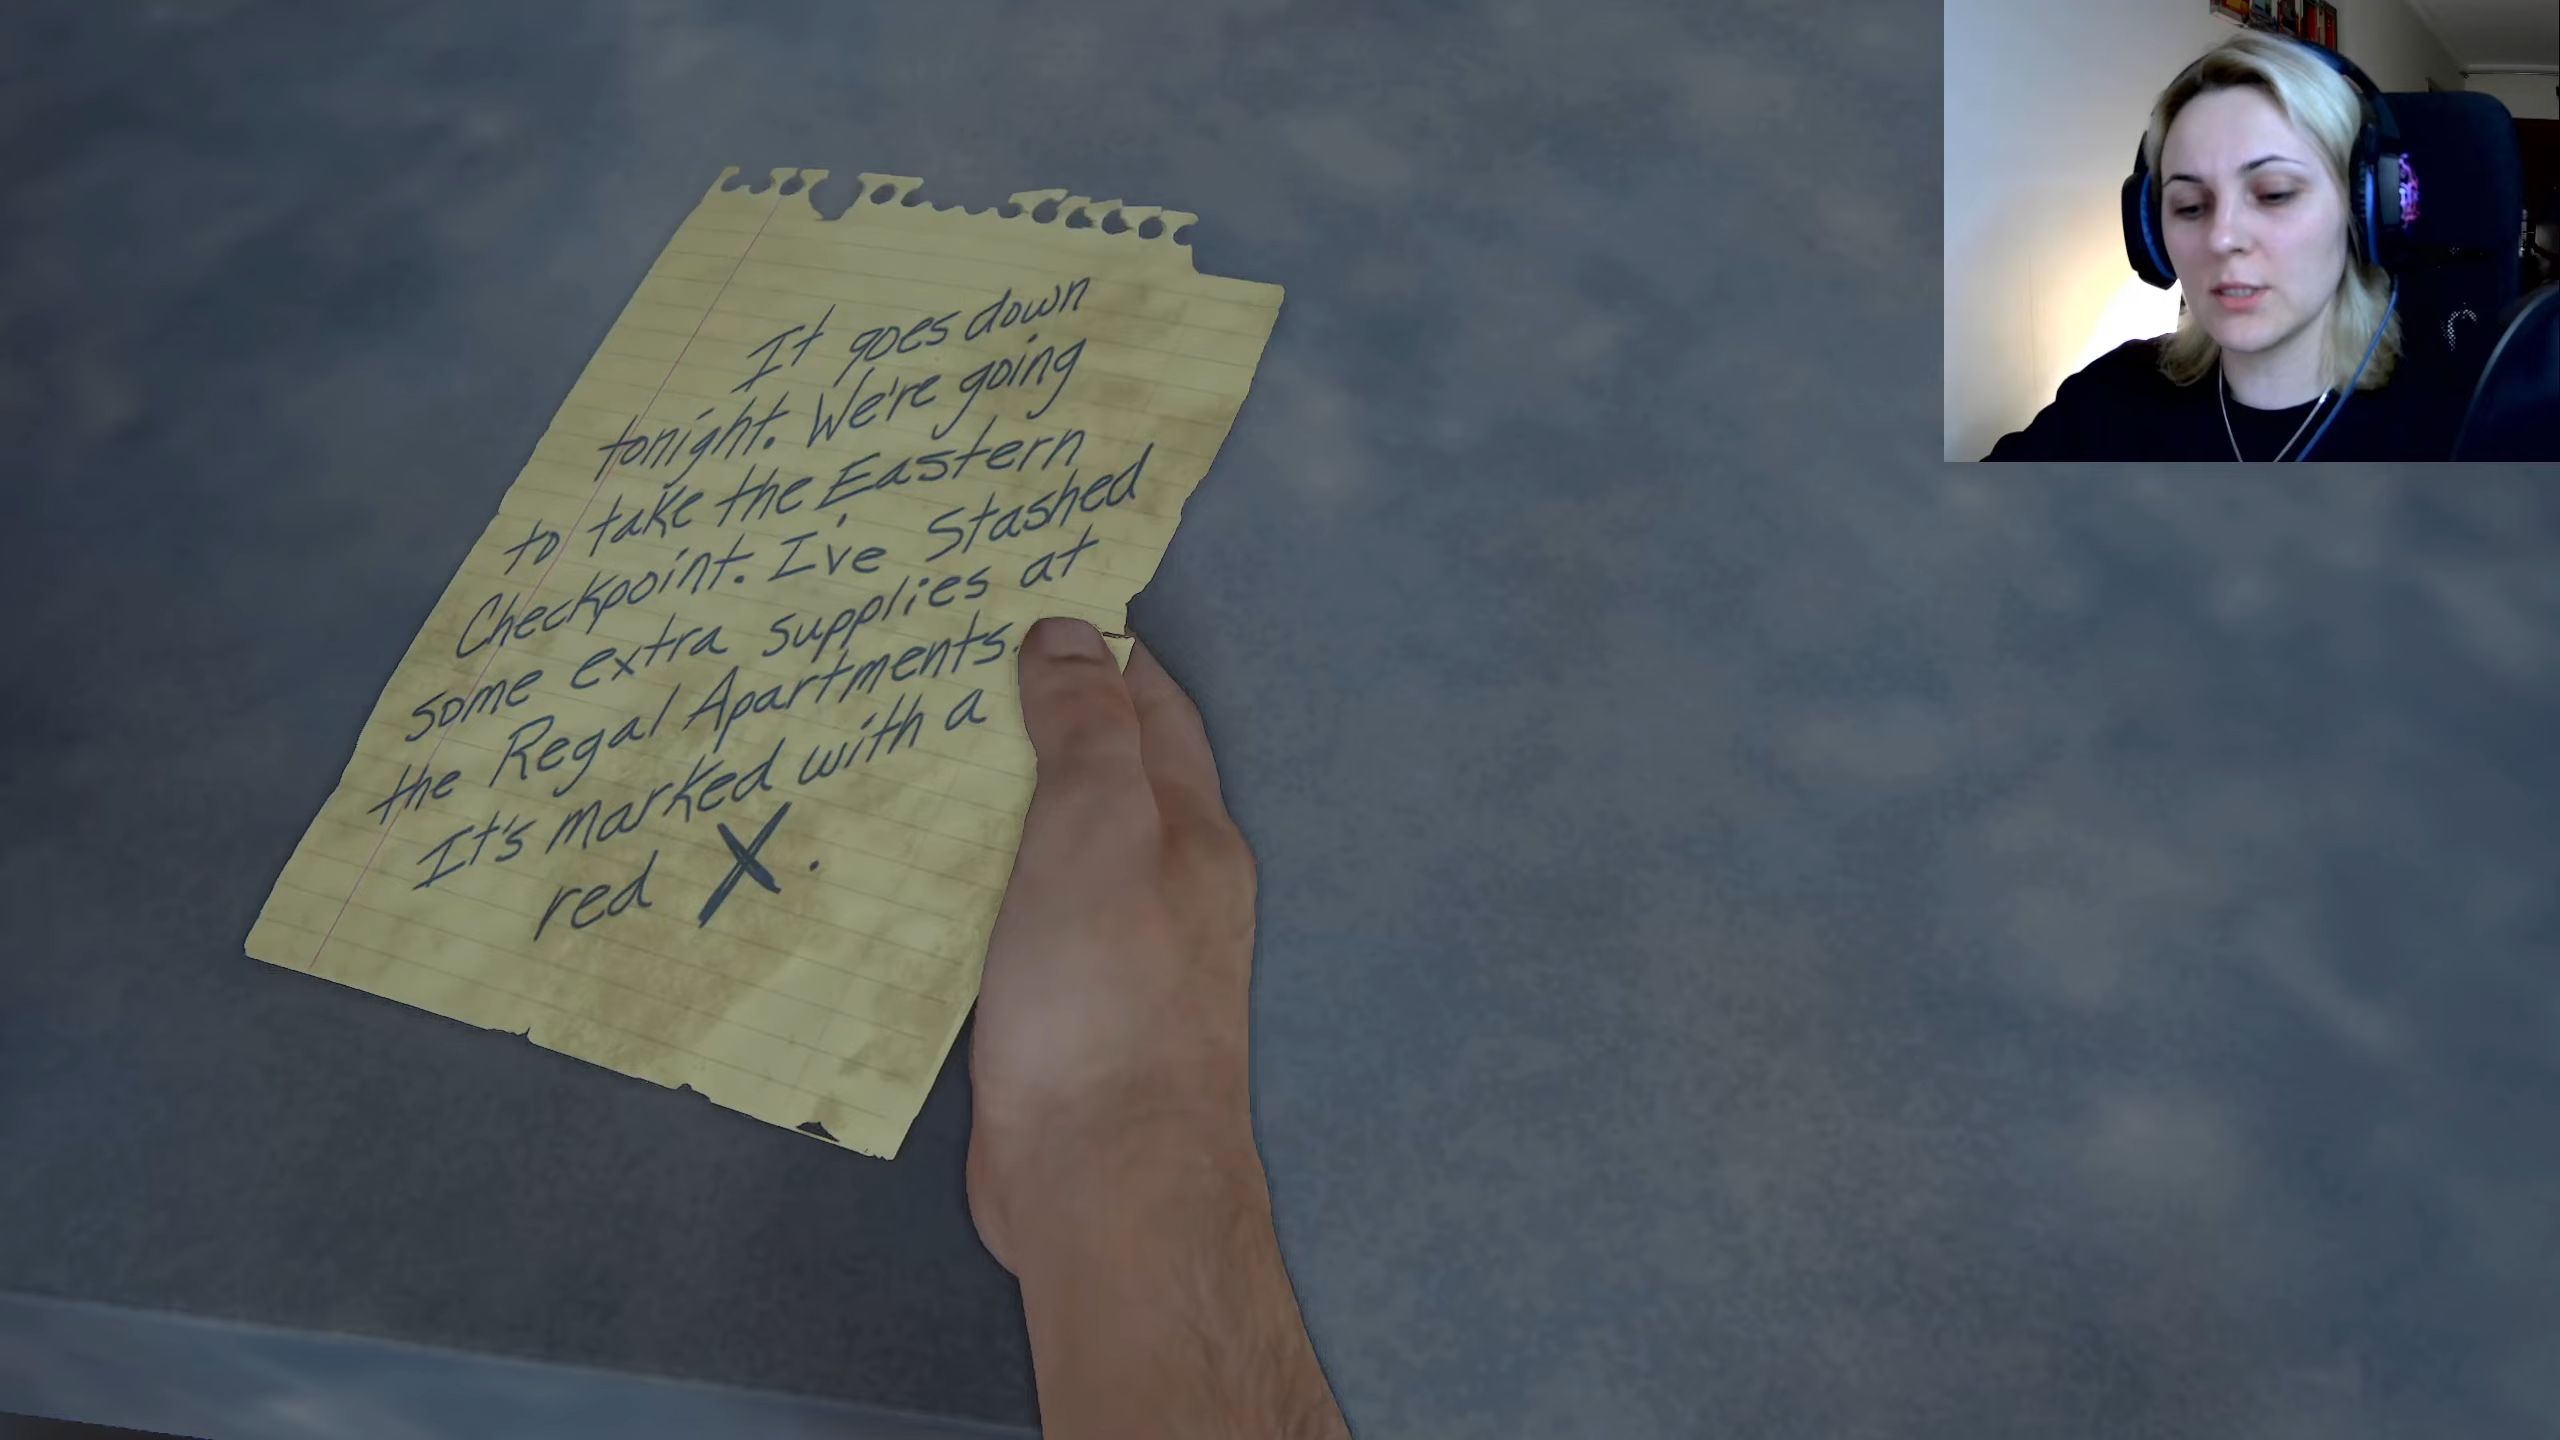 It goes down
tonight. We're going
to take the Eastern
Checkpoint. I've Stashed
some extra supplies at
the Regal Apartments.
It's marked with a
red X.